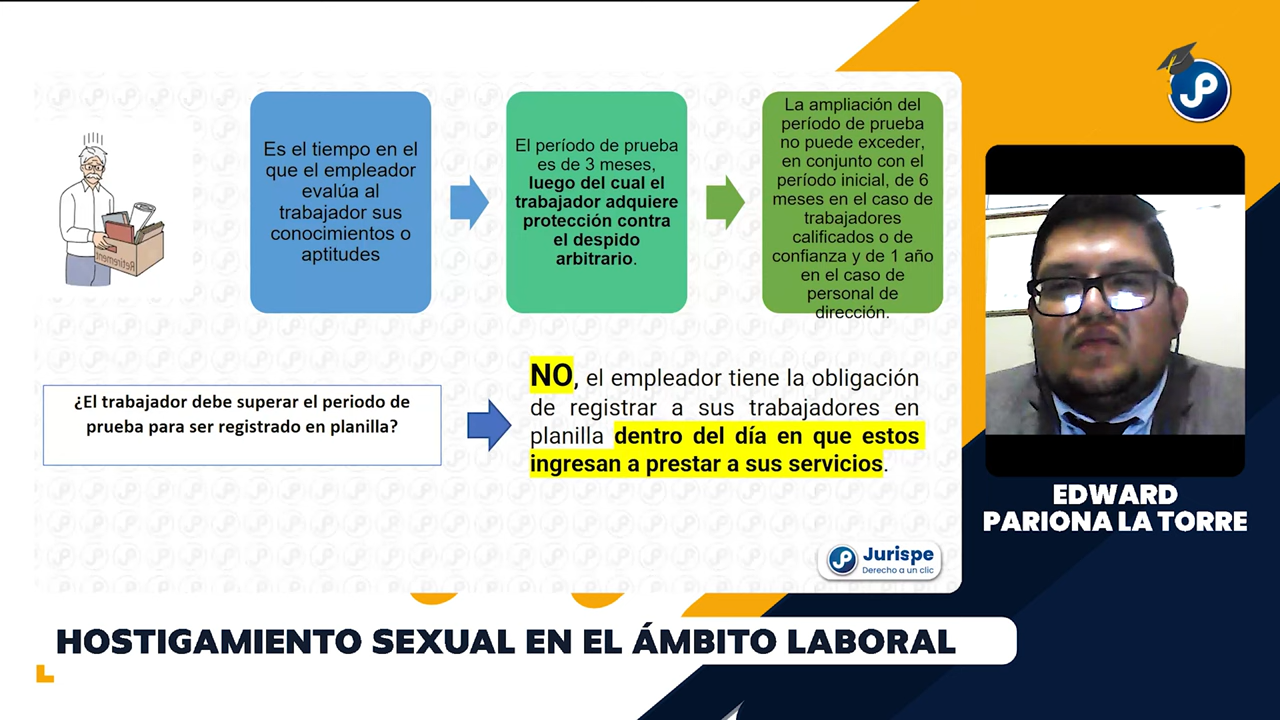 Es el tiempo en el
que el empleador
evalúa al
trabajador sus
conocimientos o
aptitudes
El período de prueba
es de 3 meses,
luego del cual el
trabajador adquiere
protección contra
el despido
arbitrario.
La ampliación del
período de prueba
no puede exceder,
en conjunto con el
período inicial, de 6
meses en el caso de
trabajadores
calificados o de
confianza y de 1 año
en el caso de
personal de
dirección.
Retirement
¿El trabajador debe superar el periodo de
prueba para ser registrado en planilla?
NO, el empleador tiene la obligación
de registrar a sus trabajadores en
planilla dentro del día en que estos
ingresan a prestar a sus servicios.
JP
Jurispe
Derecho a un clic
JP
EDWARD
PARIONA LA TORRE
HOSTIGAMIENTO SEXUAL EN EL ÁMBITO LABORAL